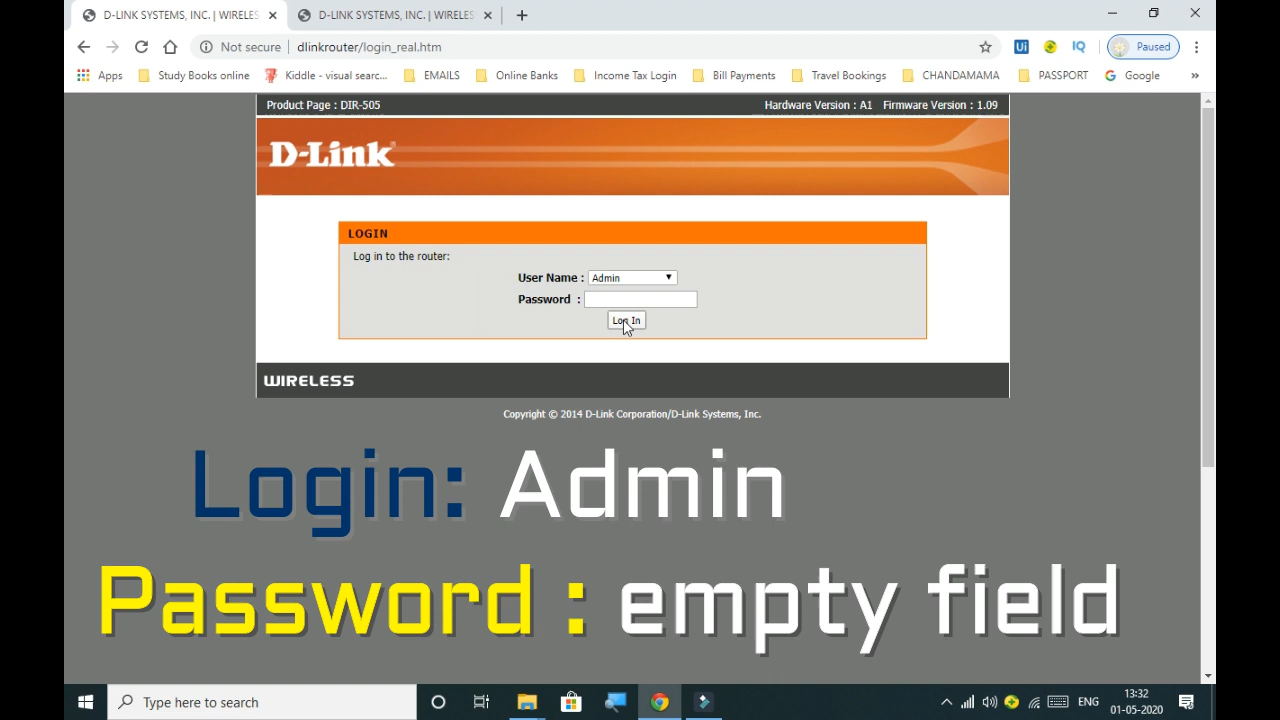 D-LINK SYSTEMS, INC. | WIRELES
D-LINK SYSTEMS, INC. | WIRELES
Not secure
dlinkrouter/login_real.htm
Ui
IQ
Paused
Apps
Study Books online
Kiddle - visual searc...
EMAILS
Online Banks
Income Tax Login
Bill Payments
Travel Bookings
CHANDAMAMA
PASSPORT
Google
»
Product Page : DIR-505
Hardware Version : A1 Firmware Version : 1.09
D-Link
LOGIN
Log in to the router:
User Name : Admin
Password :
Log In
WIRELESS
Copyright © 2014 D-Link Corporation/D-Link Systems, Inc.
Login: Admin
Password : empty field
Type here to search
ENG
13:32
01-05-2020